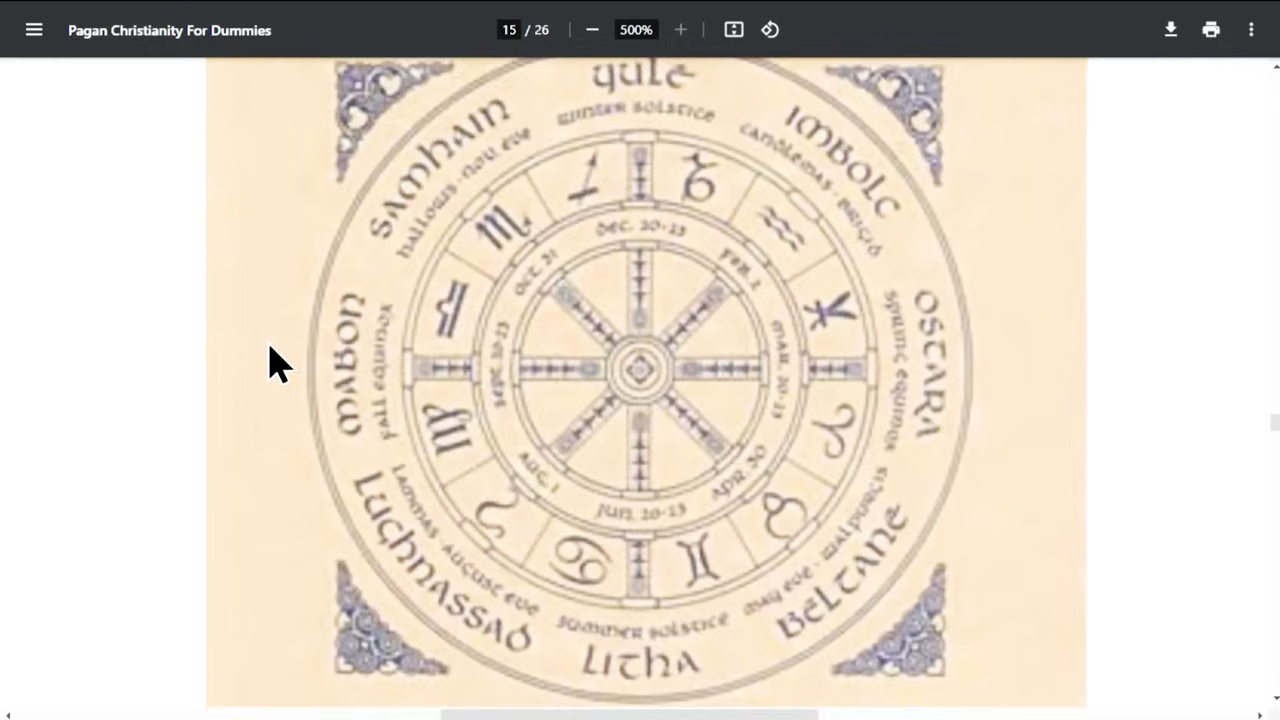 Pagan Christianity For Dummies
15 / 26
500%
yule
winter solstice
IMBOLC
candlemas · brigid
OSTARA
spring equinox
BELTANE
may eve · walpurgis
LITHA
summer solstice
LUGHNASSAD
lammas · august eve
MABON
fall equinox
SAMHAIN
hallows · nov. eve
dec. 20-23
feb. 2
mar. 20-23
apr. 30
jun. 20-23
aug. 1
sept. 20-23
oct. 31